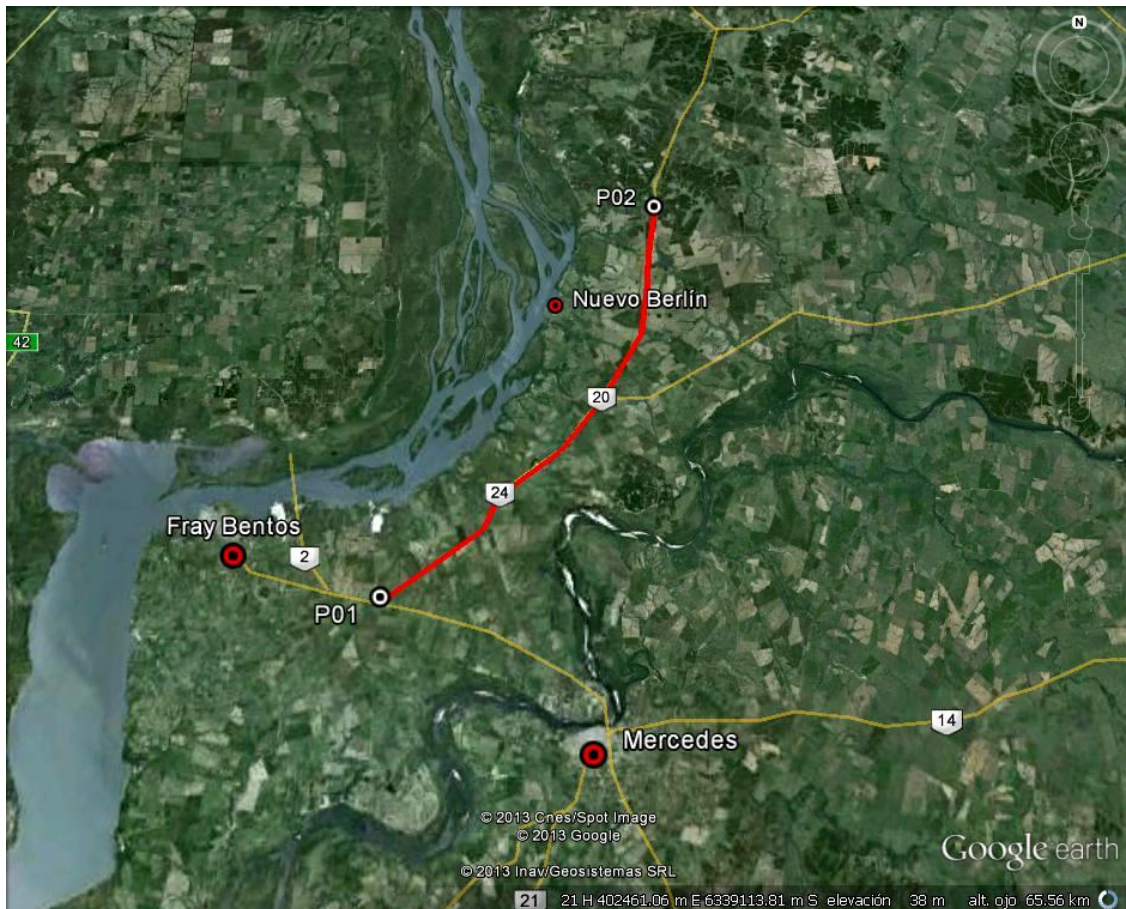 N
P02
Nuevo Berlín
42
20
24
Fray Bentos
2
P01
14
Mercedes
© 2013 Cnes/Spot Image
© 2013 Google
© 2013 Inav/Geosistemas SRL
Google earth
21
21 H 402461.06 m E 6339113.81 m S elevación 38 m alt. ojo 65.56 km